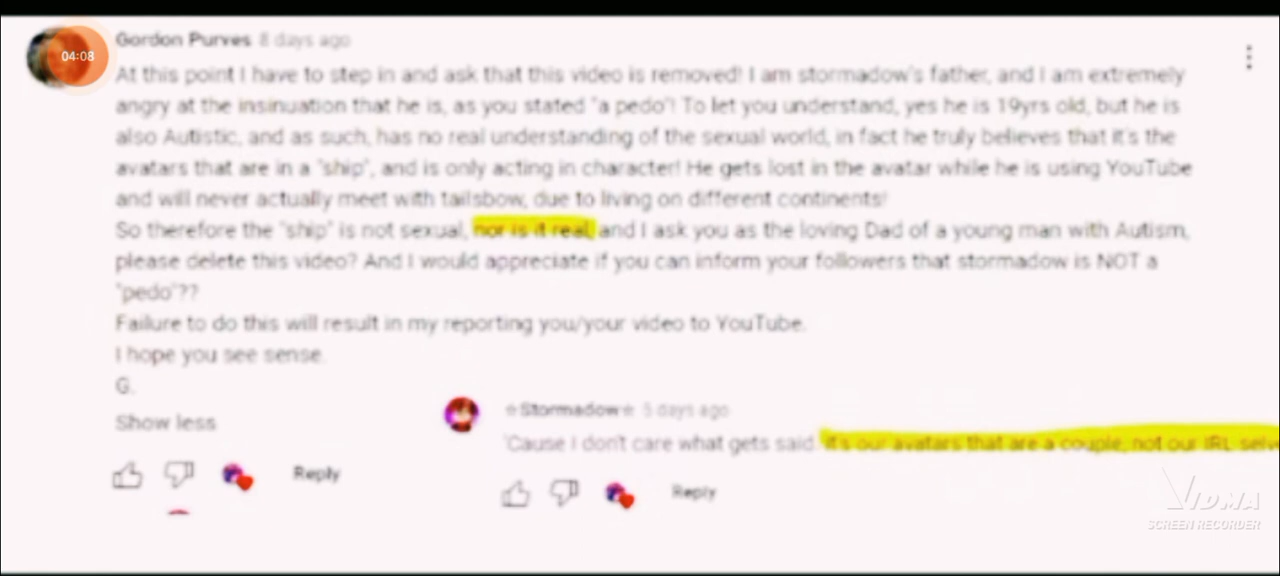 04:08
Gordon Purves 8 days ago
At this point I have to step in and ask that this video is removed! I am stormadow's father, and I am extremely
angry at the insinuation that he is, as you stated "a pedo"! To let you understand, yes he is 19yrs old, but he is
also Autistic, and as such, has no real understanding of the sexual world, in fact he truly believes that it's the
avatars that are in a "ship", and is only acting in character! He gets lost in the avatar while he is using YouTube
and will never actually meet with tailsbow, due to living on different continents!
So therefore the "ship" is not sexual, nor is it real, and I ask you as the loving Dad of a young man with Autism,
please delete this video? And I would appreciate if you can inform your followers that stormadow is NOT a
"pedo"??
Failure to do this will result in my reporting you/your video to YouTube.
I hope you see sense.
G.
Show less
Reply
☆Stormadow☆ 5 days ago
'Cause I don't care what gets said. it's our avatars that are a couple, not our IRL selve
Reply
VIDMA
SCREEN RECORDER